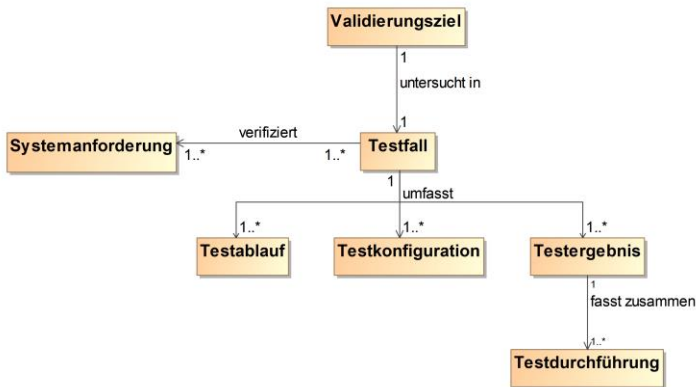 Validierungsziel
1
untersucht in
1
Systemanforderung
verifiziert
Testfall
1..*
1..*
1
umfasst
1..*
1..*
1..*
Testablauf
Testkonfiguration
Testergebnis
1
fasst zusammen
1..*
Testdurchführung